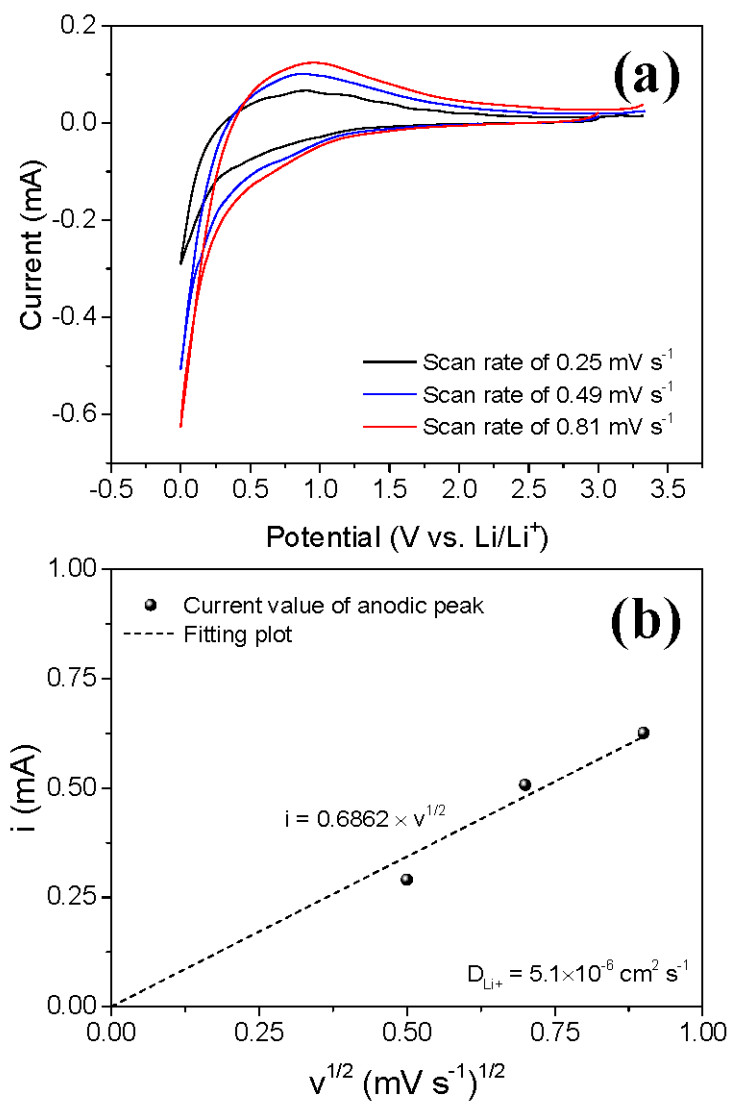 (a)
0.2
0.0
-0.2
-0.4
-0.6
Current (mA)
Scan rate of 0.25 mV s⁻¹
Scan rate of 0.49 mV s⁻¹
Scan rate of 0.81 mV s⁻¹
-0.5 0.0 0.5 1.0 1.5 2.0 2.5 3.0 3.5
Potential (V vs. Li/Li⁺)
(b)
1.00
0.75
0.50
0.25
0.00
i (mA)
Current value of anodic peak
Fitting plot
i = 0.6862 × v^1/2
D_Li+ = 5.1×10⁻⁶ cm² s⁻¹
0.00 0.25 0.50 0.75 1.00
v^1/2 (mV s⁻¹)^1/2